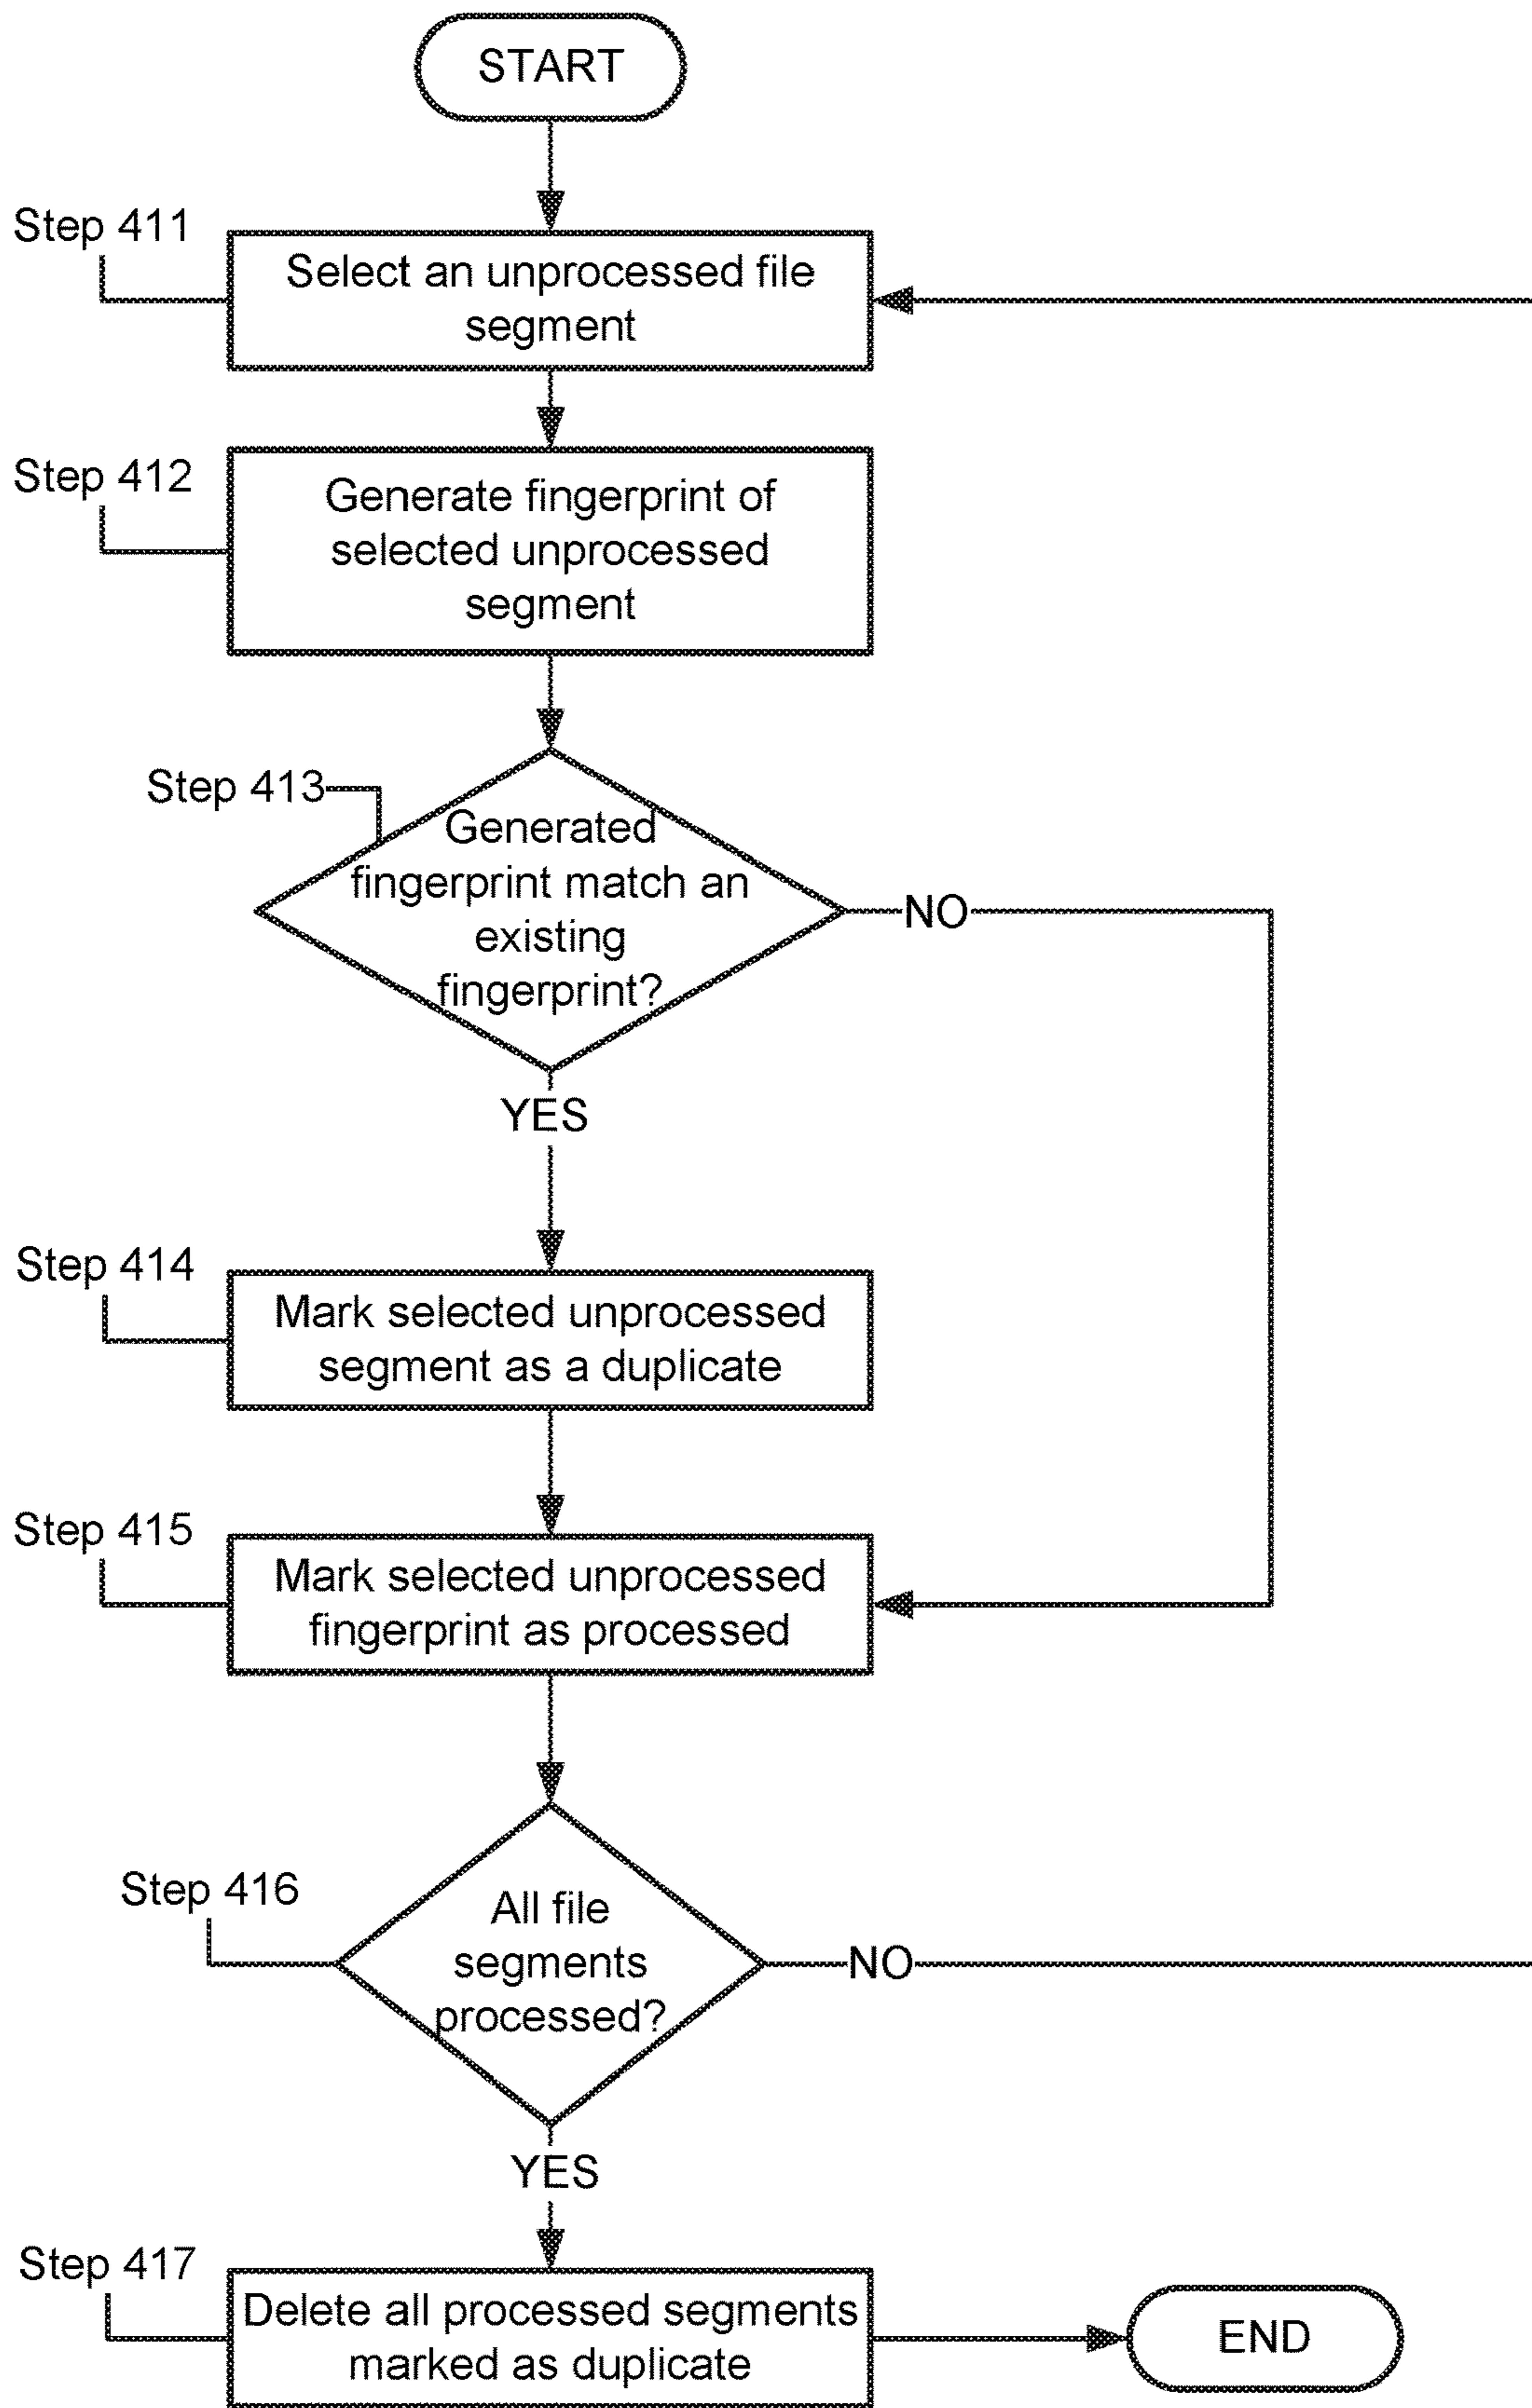 START
Step 411
Select an unprocessed file
segment
Step 412
Generate fingerprint of
selected unprocessed
segment
Step 413
Generated
fingerprint match an
existing
fingerprint?
NO
YES
Step 414
Mark selected unprocessed
segment as a duplicate
Step 415
Mark selected unprocessed
fingerprint as processed
Step 416
All file
segments
processed?
NO
YES
Step 417
Delete all processed segments
marked as duplicate
END